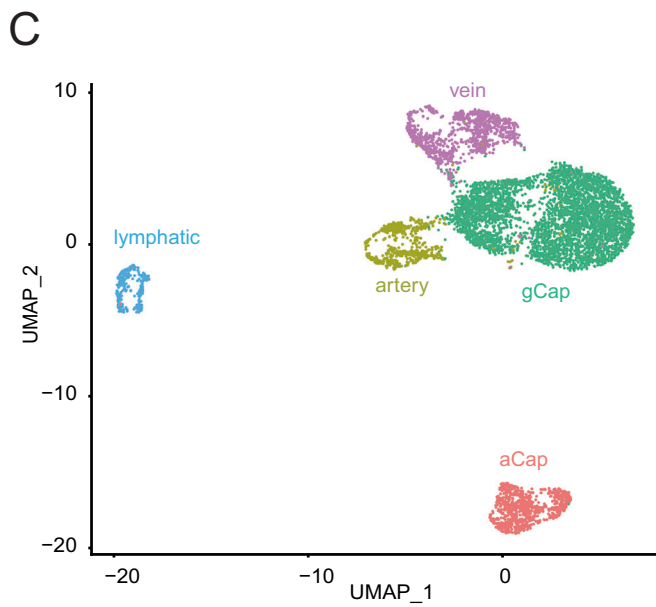 C
vein
10
lymphatic
0
artery
gCap
UMAP_2
−10
aCap
−20
−20
−10
0
UMAP_1